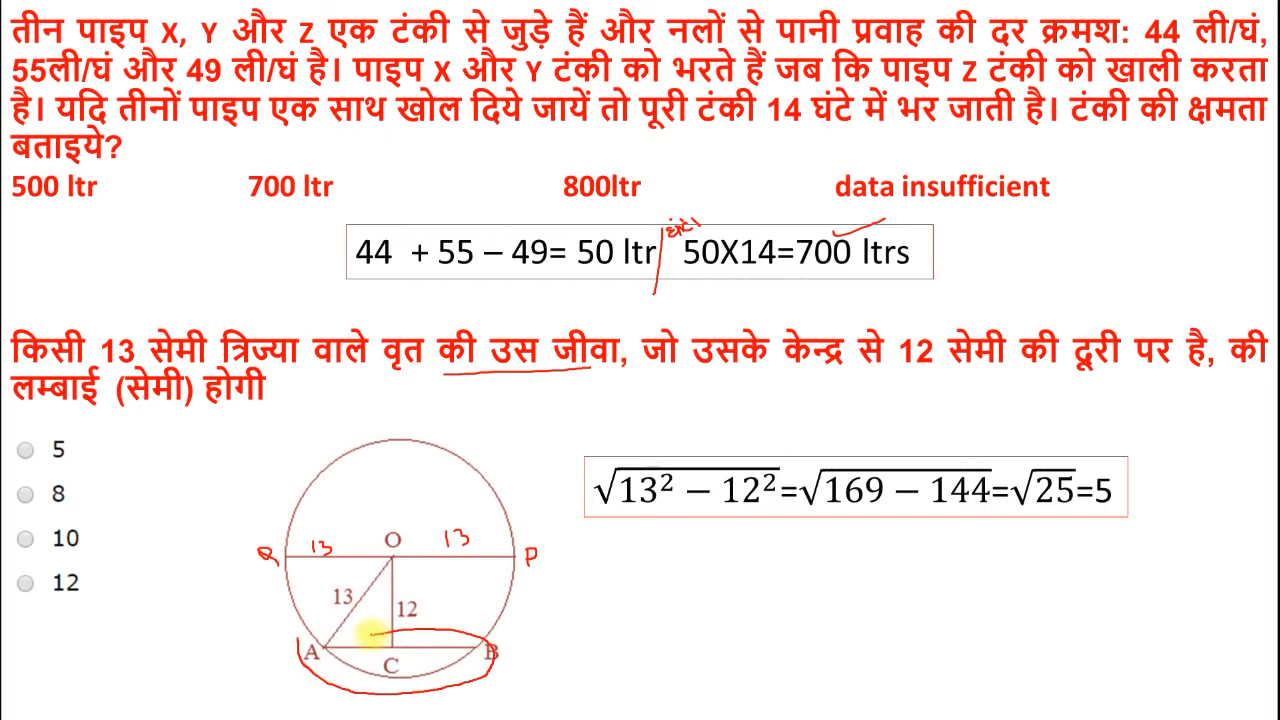 तीन पाइप X, Y और Z एक टंकी से जुड़े हैं और नलों से पानी प्रवाह की दर क्रमश: 44 ली/घं,
55ली/घं और 49 ली/घं है। पाइप X और Y टंकी को भरते हैं जब कि पाइप Z टंकी को खाली करता
है। यदि तीनों पाइप एक साथ खोल दिये जायें तो पूरी टंकी 14 घंटे में भर जाती है। टंकी की क्षमता
बताइये?
500 ltr 700 ltr 800ltr data insufficient
घंटा
44 + 55 – 49= 50 ltr/ 50X14=700 ltrs
किसी 13 सेमी त्रिज्या वाले वृत की उस जीवा, जो उसके केन्द्र से 12 सेमी की दूरी पर है, की
लम्बाई (सेमी) होगी
5
8
10
12
√13² − 12²=√169 − 144=√25=5
Q 13 O 13 P
13 12
A C B